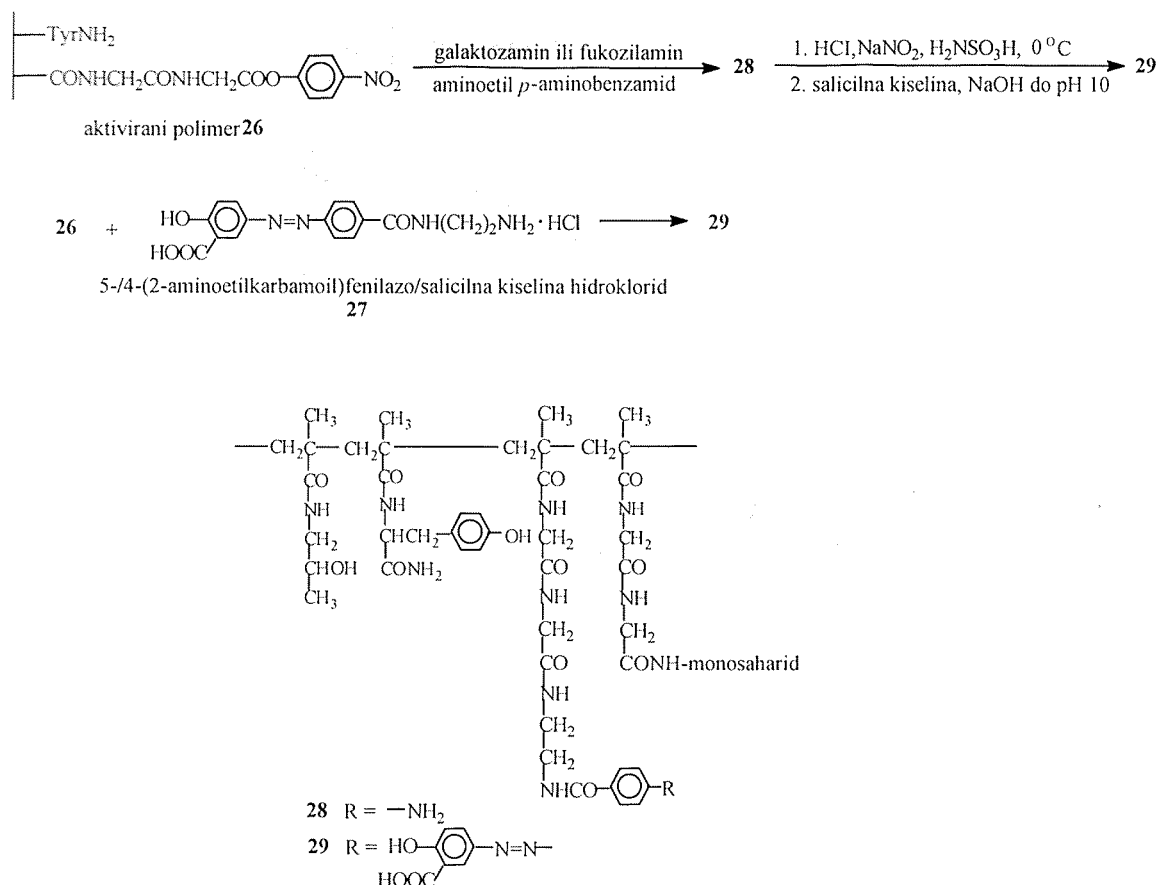 TyrNH2
CONHCH2CONHCH2COO NO2
aktivirani polimer 26
galaktozamin ili fukozilamin
aminoetil p-aminobenzamid
28
1. HCl,NaNO2, H2NSO3H, 0 °C
2. salicilna kiselina, NaOH do pH 10
29
26 + HO N=N CONH(CH2)2NH2 · HCl 29
HOOC
5-/4-(2-aminoetilkarbamoil)fenilazo/salicilna kiselina hidroklorid
27
CH3 CH3 CH3 CH3
CH2 C CH2 C CH2 C CH2 C
CO CO CO CO
NH NH NH NH
CH2 CHCH2 OH CH2 CH2
CHOH CONH2 CO CO
CH3 NH NH
CH2 CH2
CO CONH-monosaharid
NH
CH2
CH2
NHCO R
28 R = —NH2
29 R = HO N=N—
HOOC